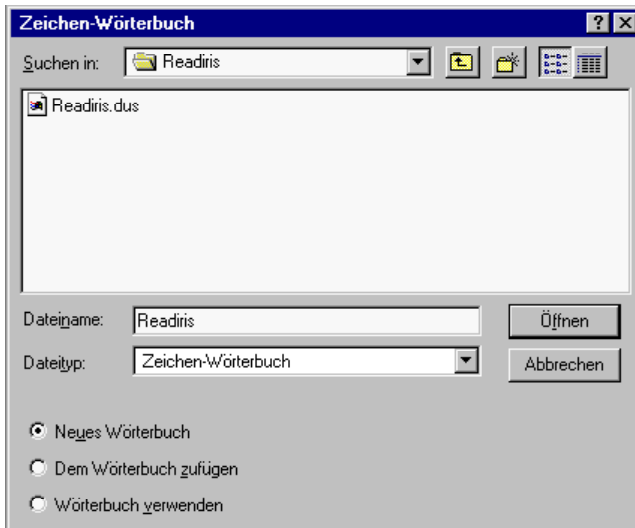 Zeichen-Wörterbuch
Suchen in: Readiris
Readiris.dus
Dateiname: Readiris Öffnen
Dateityp: Zeichen-Wörterbuch Abbrechen
Neues Wörterbuch
Dem Wörterbuch zufügen
Wörterbuch verwenden